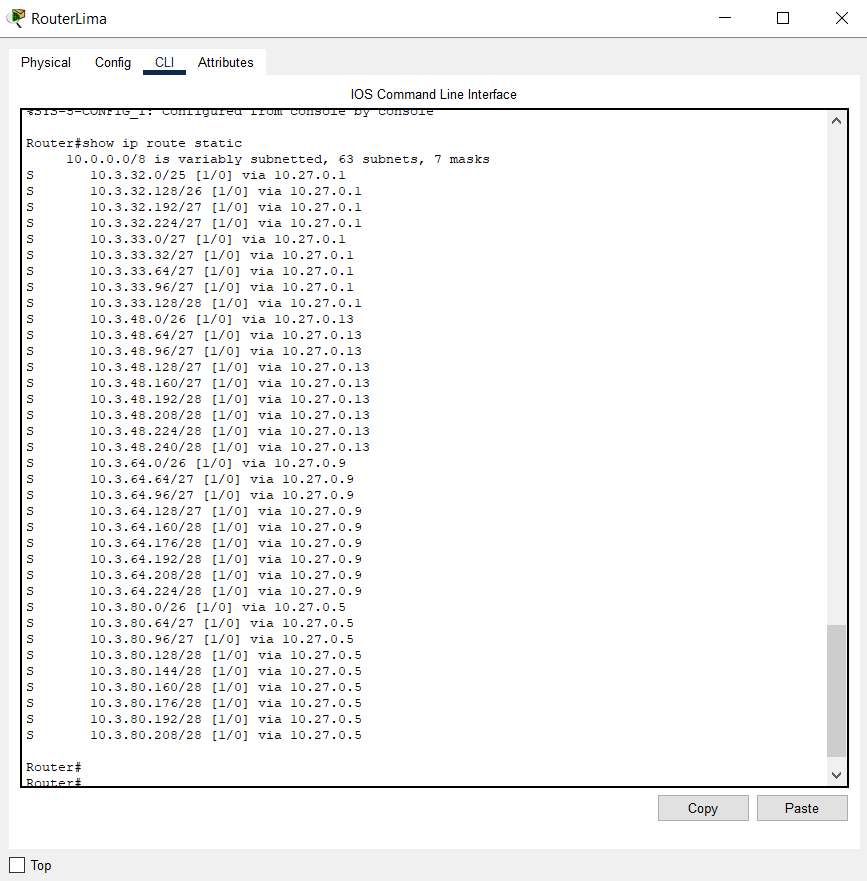 RouterLima
Physical Config CLI Attributes
IOS Command Line Interface
%SYS-5-CONFIG_I: Configured from console by console
Router#show ip route static
10.0.0.0/8 is variably subnetted, 63 subnets, 7 masks
S 10.3.32.0/25 [1/0] via 10.27.0.1
S 10.3.32.128/26 [1/0] via 10.27.0.1
S 10.3.32.192/27 [1/0] via 10.27.0.1
S 10.3.32.224/27 [1/0] via 10.27.0.1
S 10.3.33.0/27 [1/0] via 10.27.0.1
S 10.3.33.32/27 [1/0] via 10.27.0.1
S 10.3.33.64/27 [1/0] via 10.27.0.1
S 10.3.33.96/27 [1/0] via 10.27.0.1
S 10.3.33.128/28 [1/0] via 10.27.0.1
S 10.3.48.0/26 [1/0] via 10.27.0.13
S 10.3.48.64/27 [1/0] via 10.27.0.13
S 10.3.48.96/27 [1/0] via 10.27.0.13
S 10.3.48.128/27 [1/0] via 10.27.0.13
S 10.3.48.160/27 [1/0] via 10.27.0.13
S 10.3.48.192/28 [1/0] via 10.27.0.13
S 10.3.48.208/28 [1/0] via 10.27.0.13
S 10.3.48.224/28 [1/0] via 10.27.0.13
S 10.3.48.240/28 [1/0] via 10.27.0.13
S 10.3.64.0/26 [1/0] via 10.27.0.9
S 10.3.64.64/27 [1/0] via 10.27.0.9
S 10.3.64.96/27 [1/0] via 10.27.0.9
S 10.3.64.128/27 [1/0] via 10.27.0.9
S 10.3.64.160/28 [1/0] via 10.27.0.9
S 10.3.64.176/28 [1/0] via 10.27.0.9
S 10.3.64.192/28 [1/0] via 10.27.0.9
S 10.3.64.208/28 [1/0] via 10.27.0.9
S 10.3.64.224/28 [1/0] via 10.27.0.9
S 10.3.80.0/26 [1/0] via 10.27.0.5
S 10.3.80.64/27 [1/0] via 10.27.0.5
S 10.3.80.96/27 [1/0] via 10.27.0.5
S 10.3.80.128/28 [1/0] via 10.27.0.5
S 10.3.80.144/28 [1/0] via 10.27.0.5
S 10.3.80.160/28 [1/0] via 10.27.0.5
S 10.3.80.176/28 [1/0] via 10.27.0.5
S 10.3.80.192/28 [1/0] via 10.27.0.5
S 10.3.80.208/28 [1/0] via 10.27.0.5
Router#
Router#
Copy Paste
Top